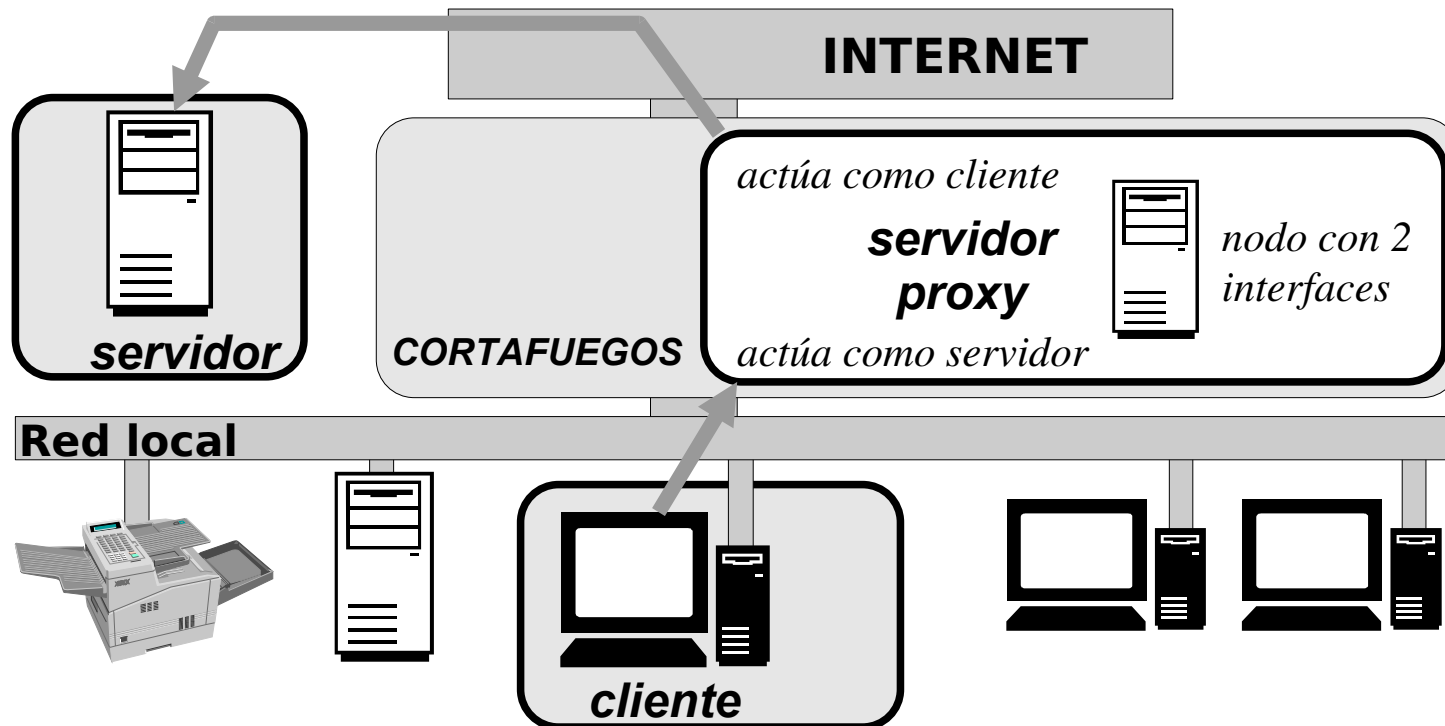 INTERNET
actúa como cliente
servidor
proxy
nodo con 2
interfaces
servidor
CORTAFUEGOS
actúa como servidor
Red local
cliente